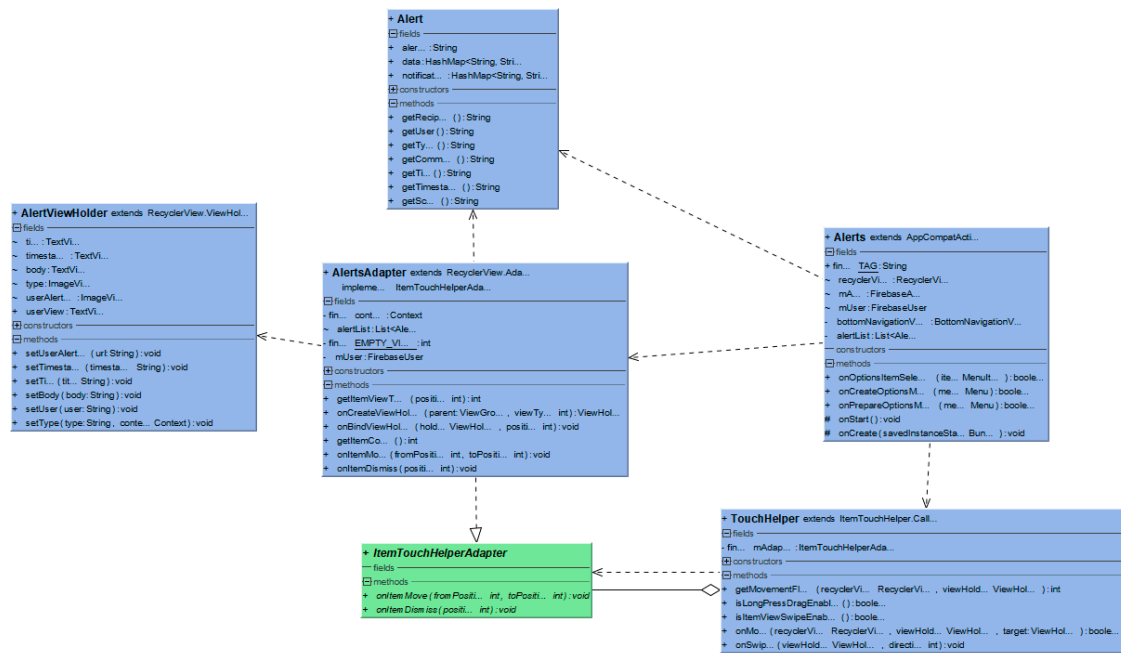 + Alert
fields
+ aler... :String
+ data:HashMap<String, Stri...
+ notificat... :HashMap<String, Stri...
constructors
methods
+ getRecip... ():String
+ getUser():String
+ getTy... ():String
+ getComm... ():String
+ getTi... ():String
+ getTimesta... ():String
+ getSc... ():String
+ AlertViewHolder extends RecyclerView.ViewHol...
fields
~ ti... :TextVi...
~ timesta... :TextVi...
~ body:TextVi...
~ type:ImageVi...
~ userAlert... :ImageVi...
+ userView:TextVi...
constructors
methods
+ setUserAlert... (url:String):void
+ setTimesta... (timesta... String):void
+ setTi... (tit... String):void
+ setBody(body:String):void
+ setUser(user:String):void
+ setType(type:String, conte... Context):void
+ AlertsAdapter extends RecyclerView.Ada...
impleme... ItemTouchHelperAda...
fields
- fin... cont... :Context
~ alertList:List<Ale...
- fin... EMPTY_VI... :int
- mUser:FirebaseUser
constructors
methods
+ getItemViewT... (positi... int):int
+ onCreateViewHol... (parent:ViewGro... , viewTy... int):ViewHol...
+ onBindViewHol... (hold... ViewHol... , positi... int):void
+ getItemCo... ():int
+ onItemMo... (fromPositi... int, toPositi... int):void
+ onItemDismiss(positi... int):void
+ Alerts extends AppCompatActi...
fields
+ fin... TAG:String
~ recyclerVi... :RecyclerVi...
~ mA... :FirebaseA...
~ mUser:FirebaseUser
- bottomNavigationV... :BottomNavigationV...
- alertList:List<Ale...
constructors
methods
+ onOptionsItemSele... (ite... MenuIt... ):boole...
+ onCreateOptionsM... (me... Menu):boole...
+ onPrepareOptionsM... (me... Menu):boole...
# onStart():void
# onCreate(savedInstanceSta... Bun... ):void
+ ItemTouchHelperAdapter
fields
methods
+ onItemMove(fromPositi... int, toPositi... int):void
+ onItemDismiss(positi... int):void
+ TouchHelper extends ItemTouchHelper.Call...
fields
- fin... mAdap... :ItemTouchHelperAda...
constructors
methods
+ getMovementFl... (recyclerVi... RecyclerVi... , viewHold... ViewHol... ):int
+ isLongPressDragEnabl... ():boole...
+ isItemViewSwipeEnab... ():boole...
+ onMo... (recyclerVi... RecyclerVi... , viewHold... ViewHol... , target:ViewHol... ):boole...
+ onSwip... (viewHold... ViewHol... , directi... int):void